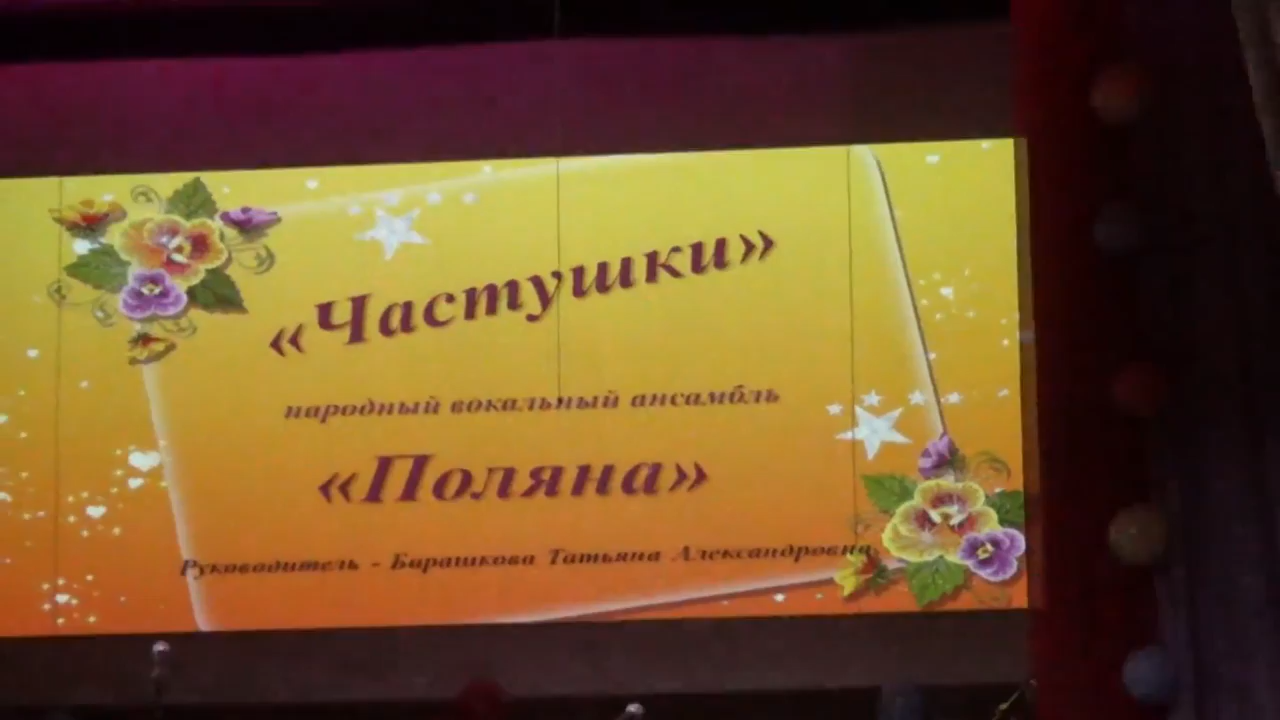 «Частушки»
народный вокальный ансамбль
«Поляна»
Руководитель - Барашкова Татьяна Александровна